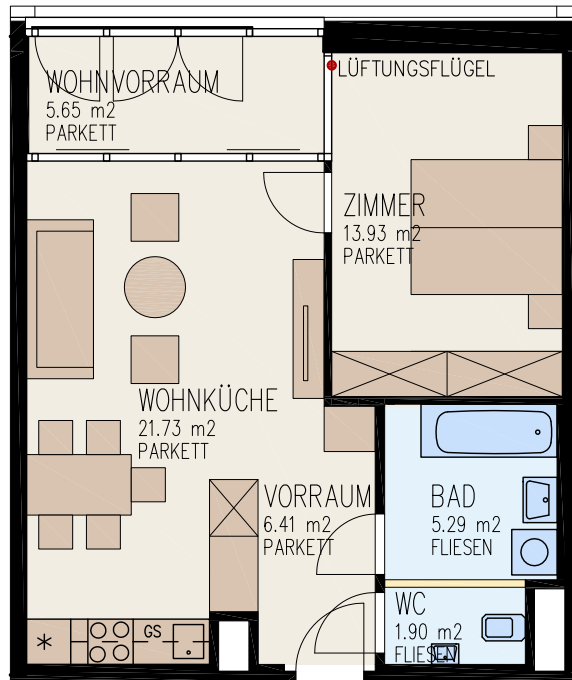 WOHNVORRAUM
5.65 m2
PARKETT
LÜFTUNGSFLÜGEL
ZIMMER
13.93 m2
PARKETT
WOHNKÜCHE
21.73 m2
PARKETT
VORRAUM
6.41 m2
PARKETT
BAD
5.29 m2
FLIESEN
WC
1.90 m2
FLIESEN
GS